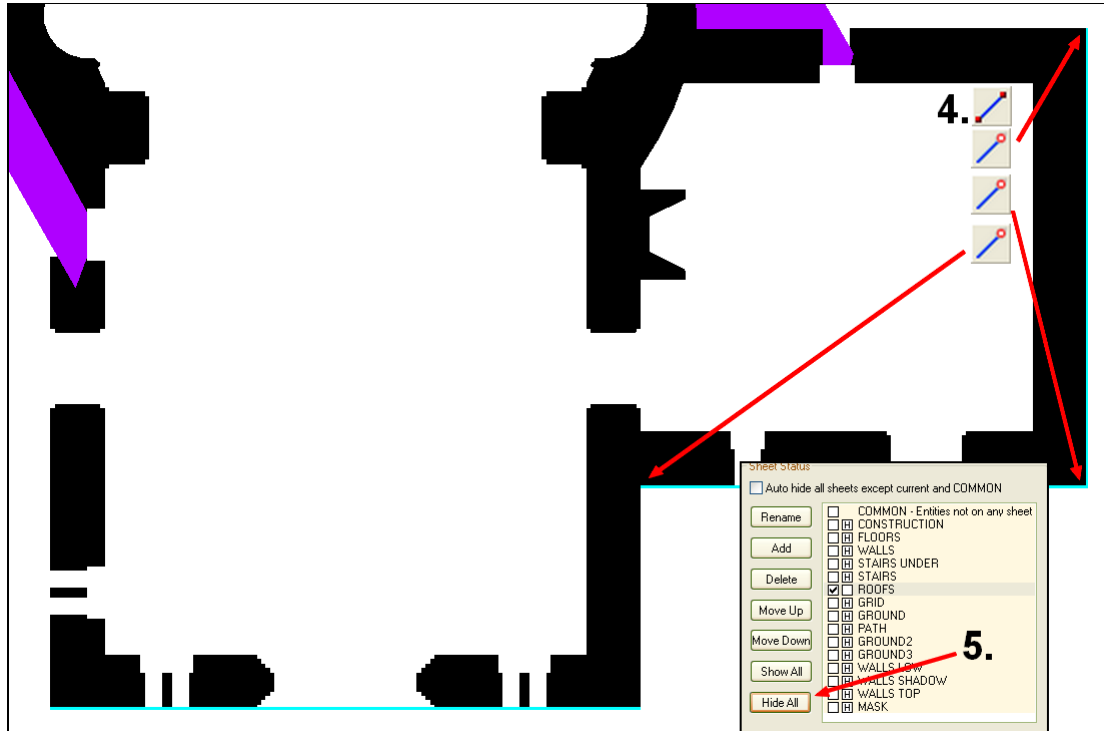 4.
Sheet Status
Auto hide all sheets except current and COMMON
Rename
Add
Delete
Move Up
Move Down
Show All
Hide All
COMMON - Entities not on any sheet
H CONSTRUCTION
H FLOORS
H WALLS
H STAIRS UNDER
H STAIRS
ROOFS
H GRID
H GROUND
H PATH
H GROUND2
H GROUND3
H WALLS LOW
H WALLS SHADOW
H WALLS TOP
H MASK
5.